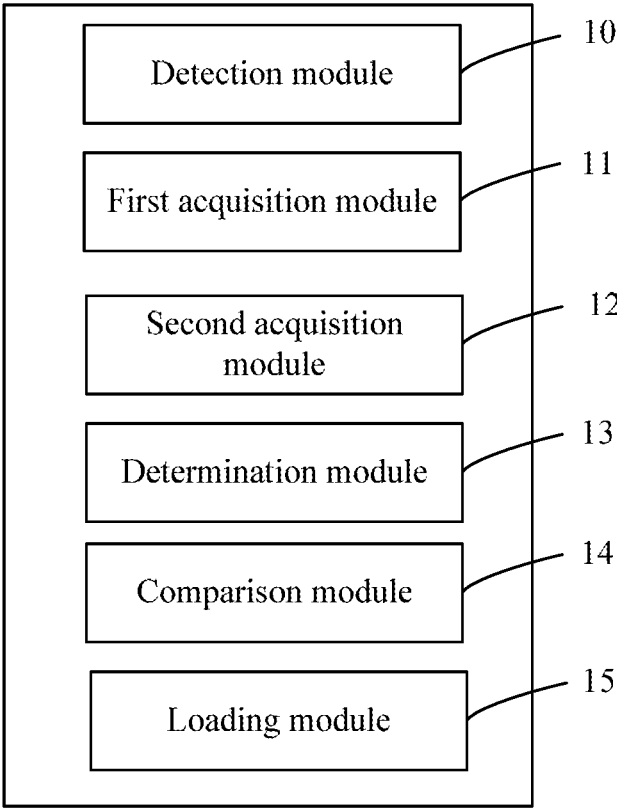 Detection module
10
First acquisition module
11
Second acquisition
module
12
Determination module
13
Comparison module
14
Loading module
15